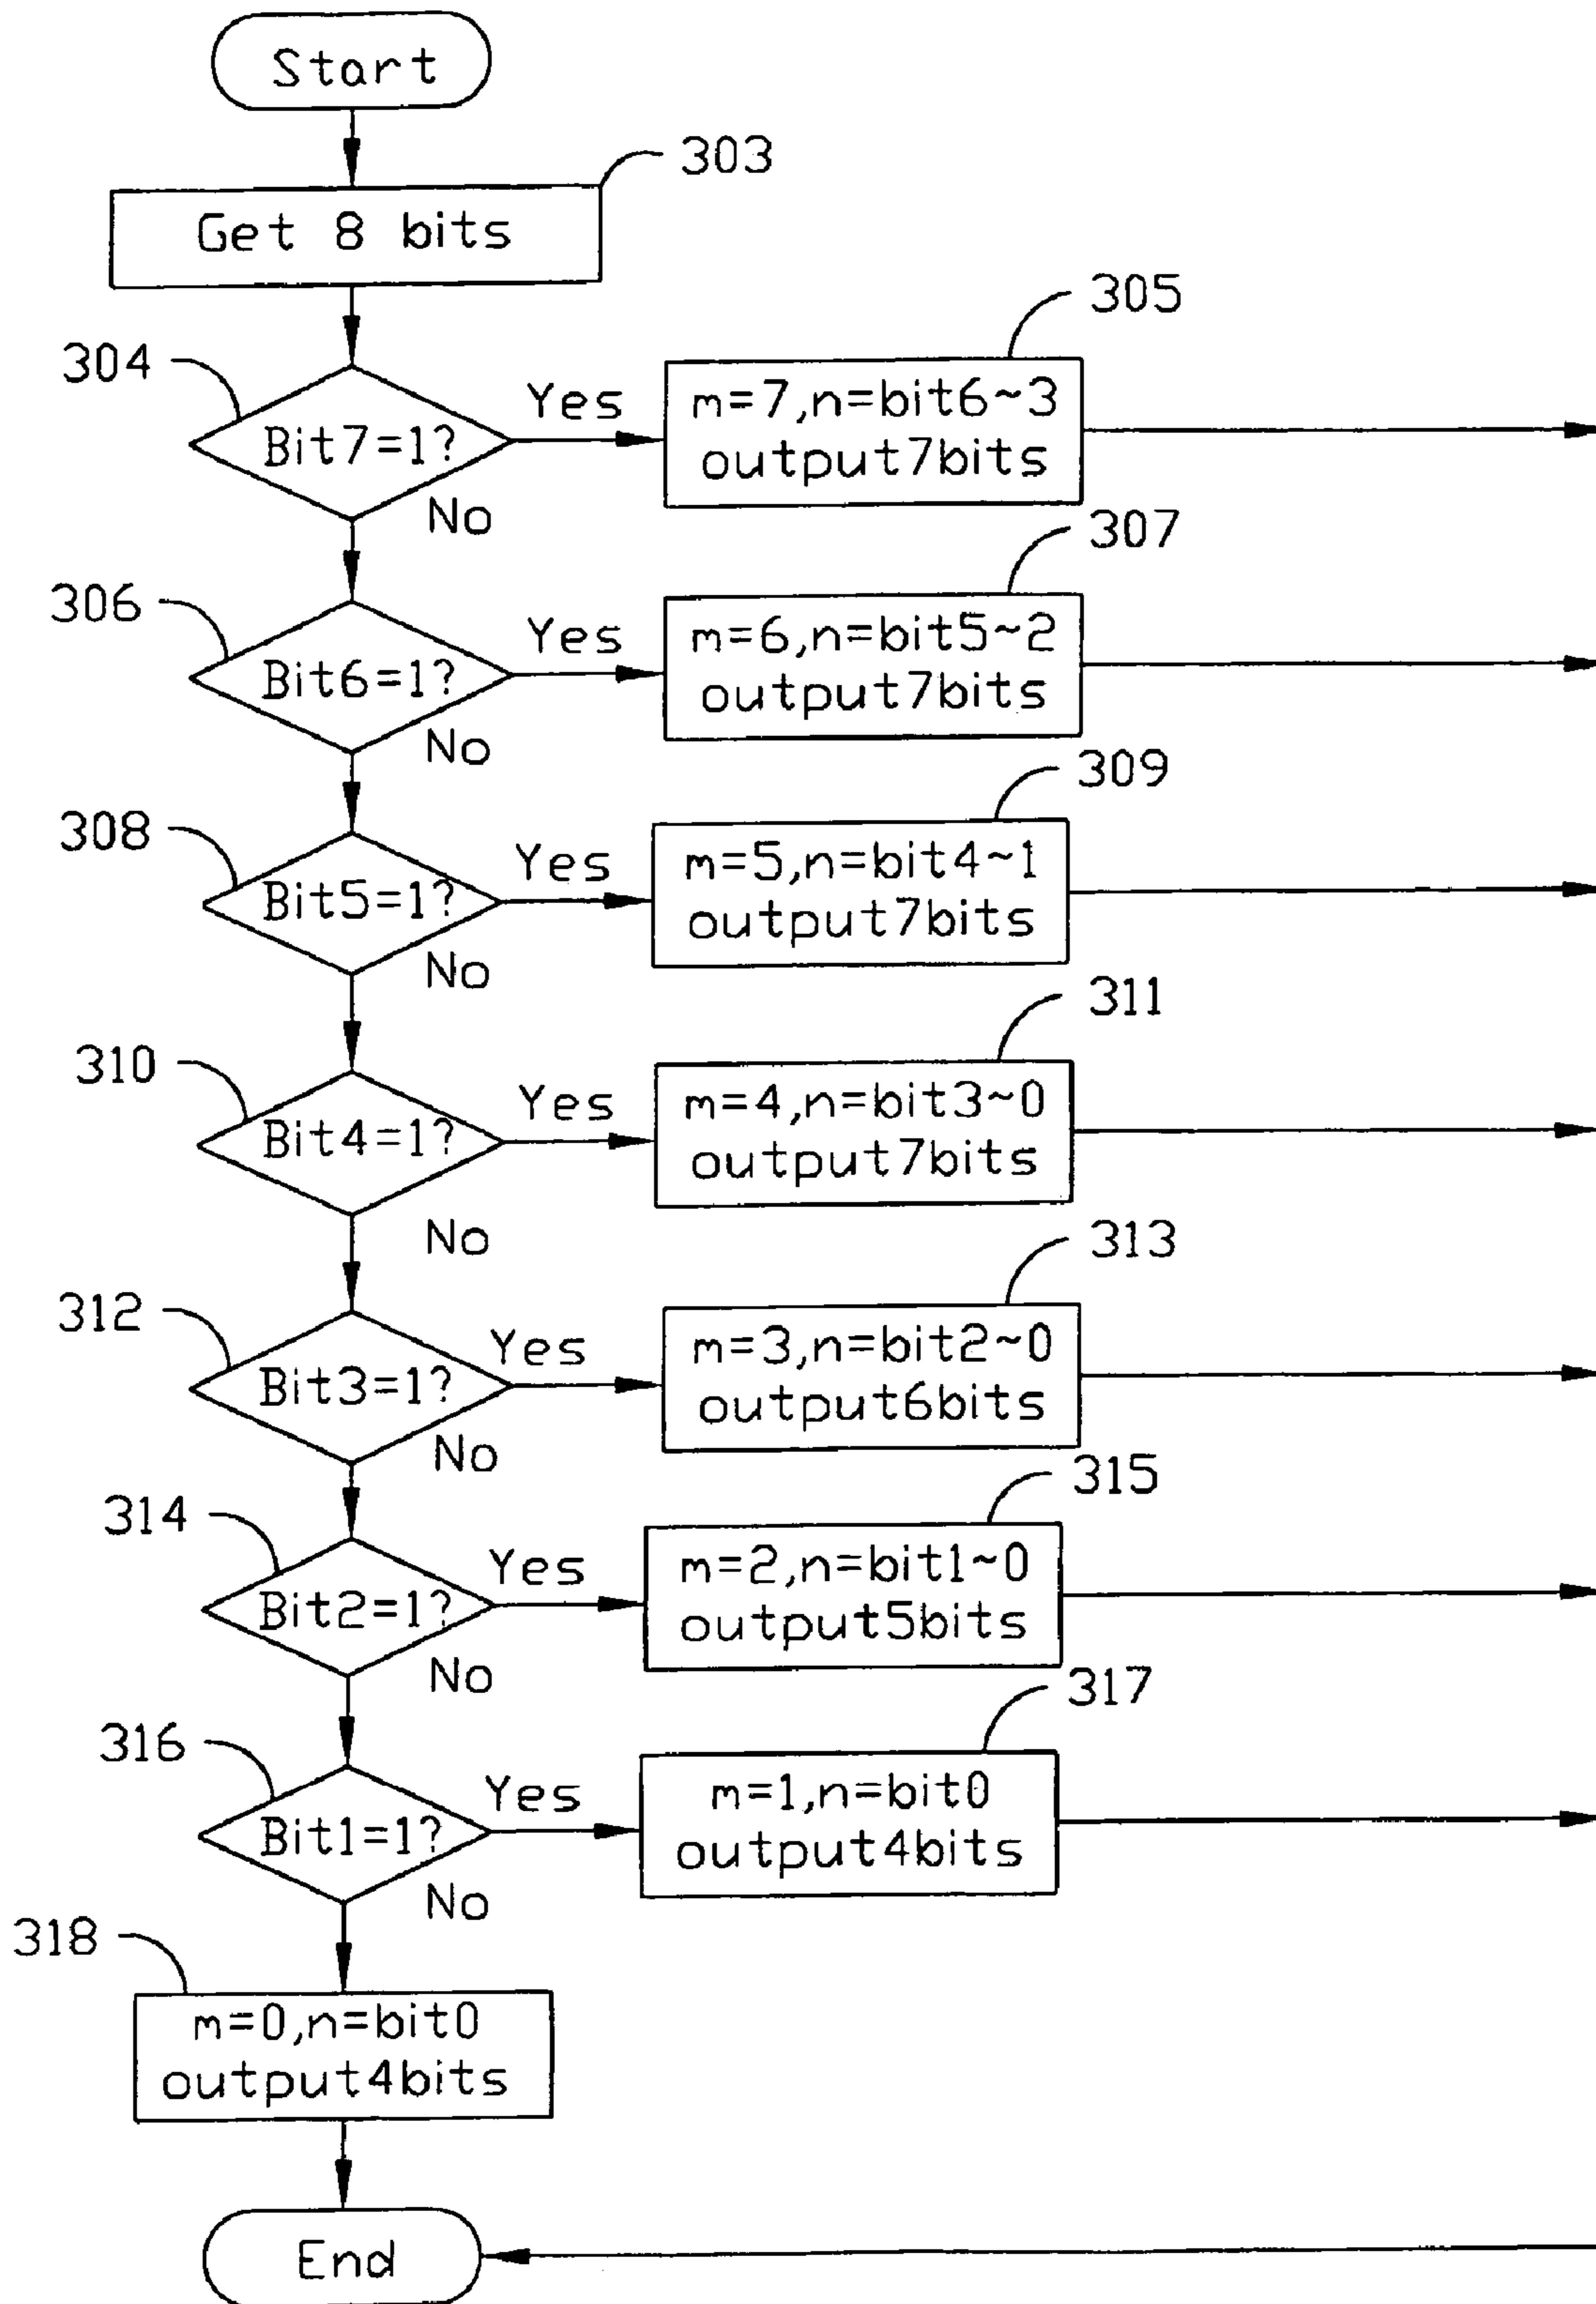 Start
303
Get 8 bits
305
304
Yes
m=7,n=bit6~3
Bit7=1?
output7bits
No
307
306
Yes
m=6,n=bit5~2
Bit6=1?
output7bits
No
309
308
Yes
m=5,n=bit4~1
Bit5=1?
output7bits
No
311
310
Yes
m=4,n=bit3~0
Bit4=1?
output7bits
No
313
312
Yes
m=3,n=bit2~0
Bit3=1?
output6bits
No
315
314
Yes
m=2,n=bit1~0
Bit2=1?
output5bits
No
317
316
Yes
m=1,n=bit0
Bit1=1?
output4bits
No
318
m=0,n=bit0
output4bits
End